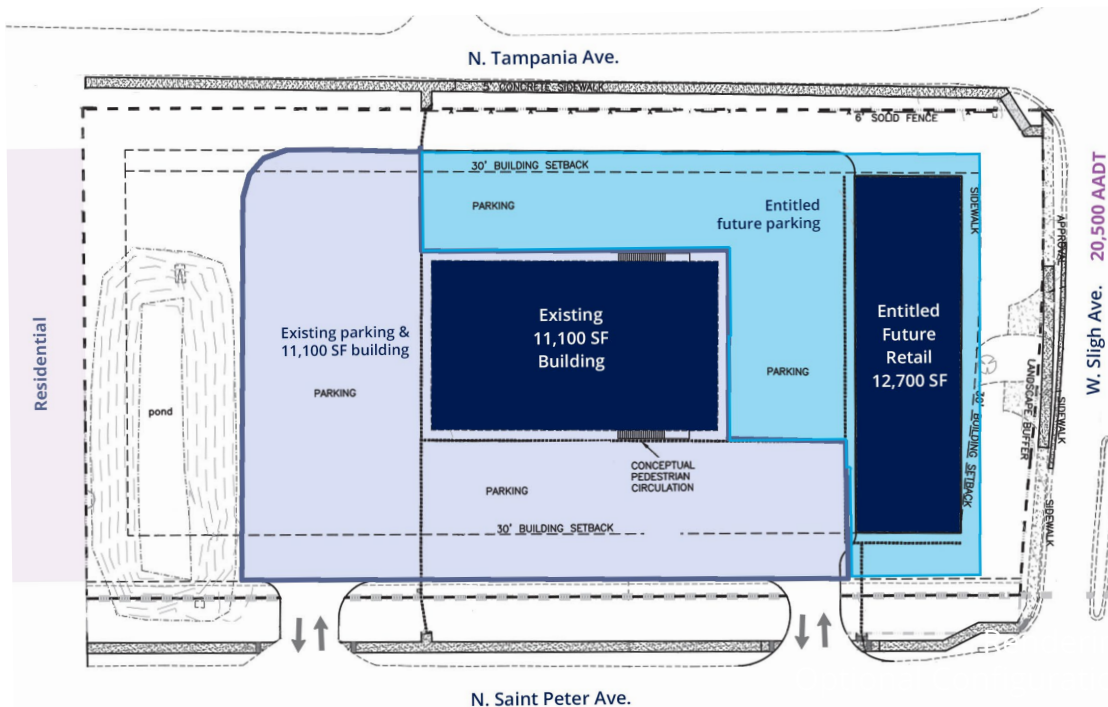 N. Tampania Ave.
5' CONCRETE SIDEWALK
6' SOLID FENCE
30' BUILDING SETBACK
PARKING
Entitled
future parking
SIDEWALK
APPROVAL
20,500 AADT
W. Sligh Ave.
Residential
pond
Existing parking &
11,100 SF building
PARKING
Existing
11,100 SF
Building
PARKING
Entitled
Future
Retail
12,700 SF
30' BUILDING SETBACK
LANDSCAPE BUFFER
SIDEWALK
SIDEWALK
CONCEPTUAL
PEDESTRIAN
CIRCULATION
PARKING
30' BUILDING SETBACK
N. Saint Peter Ave.